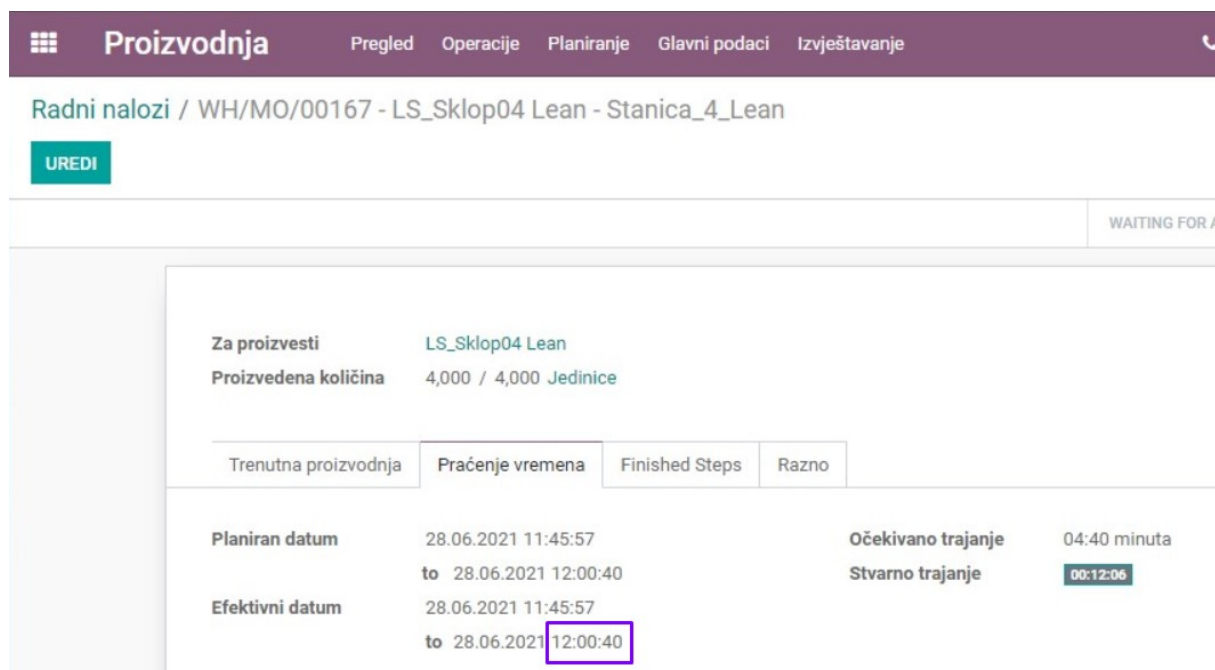 Proizvodnja Pregled Operacije Planiranje Glavni podaci Izvještavanje
Radni nalozi / WH/MO/00167 - LS_Sklop04 Lean - Stanica_4_Lean
UREDI
WAITING FOR
Za proizvesti LS_Sklop04 Lean
Proizvedena količina 4,000 / 4,000 Jedinice
Trenutna proizvodnja Praćenje vremena Finished Steps Razno
Planiran datum 28.06.2021 11:45:57 Očekivano trajanje 04:40 minuta
to 28.06.2021 12:00:40 Stvarno trajanje 00:12:06
Efektivni datum 28.06.2021 11:45:57
to 28.06.2021 12:00:40